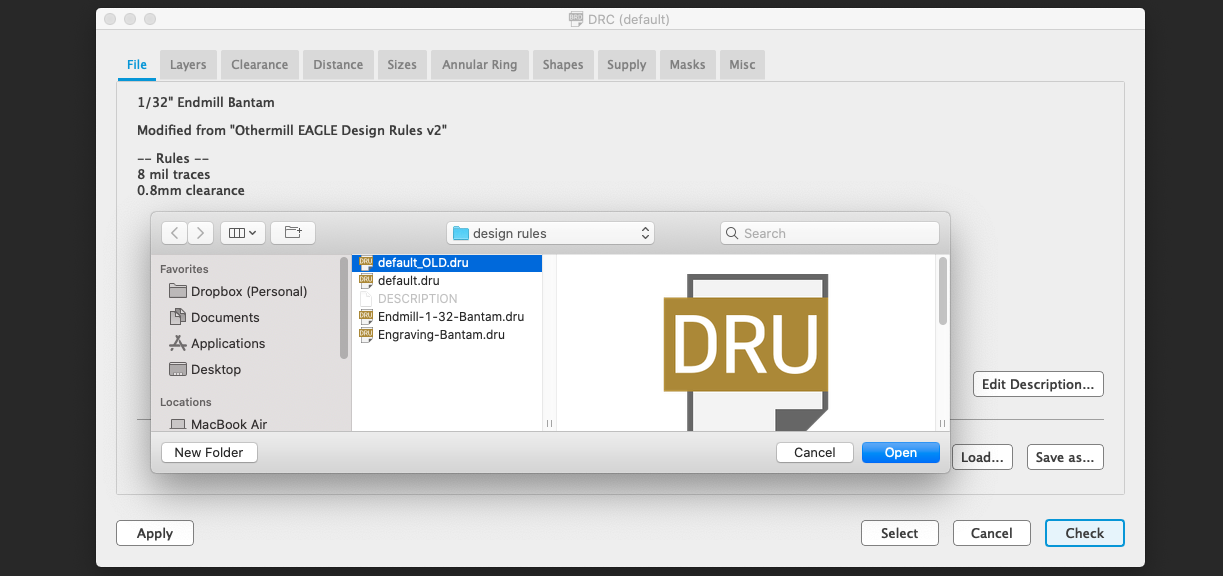 DRC (default)
File Layers Clearance Distance Sizes Annular Ring Shapes Supply Masks Misc
1/32" Endmill Bantam
Modified from "Othermill EAGLE Design Rules v2"
-- Rules --
8 mil traces
0.8mm clearance
design rules
Search
Favorites
Dropbox (Personal)
Documents
Applications
Desktop
Locations
MacBook Air
default_OLD.dru
default.dru
DESCRIPTION
Endmill-1-32-Bantam.dru
Engraving-Bantam.dru
DRU
Edit Description...
New Folder Cancel Open
Load... Save as...
Apply Select Cancel Check